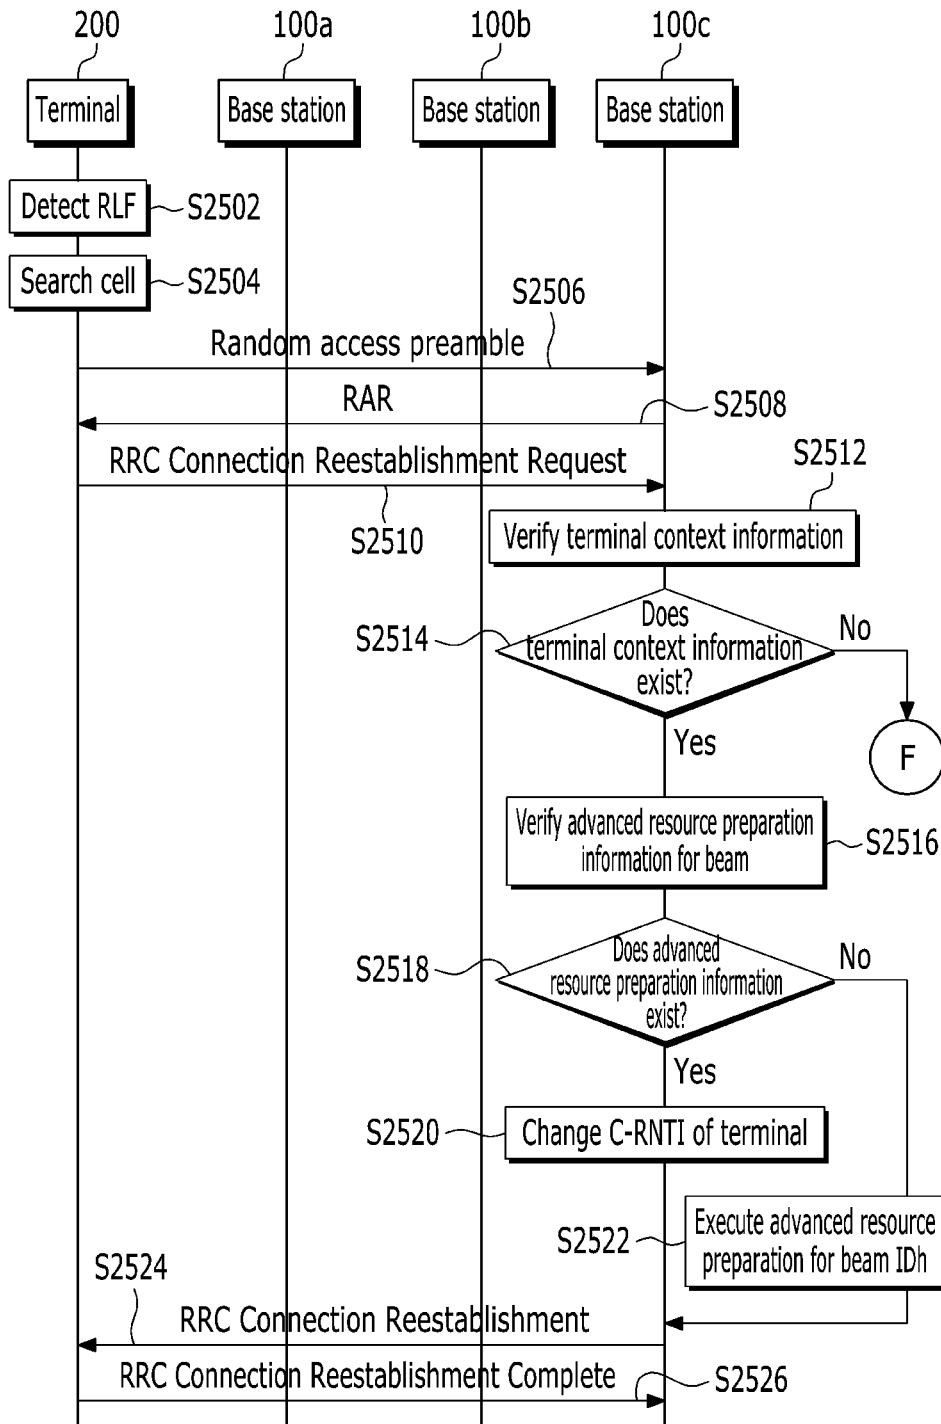 200
100a
100b
100c
Terminal
Base station
Base station
Base station
Detect RLF
S2502
Search cell
S2504
S2506
Random access preamble
RAR
S2508
RRC Connection Reestablishment Request
S2510
S2512
Verify terminal context information
S2514
Does
terminal context information
exist?
No
F
Yes
Verify advanced resource preparation
information for beam
S2516
S2518
Does advanced
resource preparation information
exist?
No
Yes
S2520
Change C-RNTI of terminal
S2522
Execute advanced resource
preparation for beam IDh
S2524
RRC Connection Reestablishment
RRC Connection Reestablishment Complete
S2526